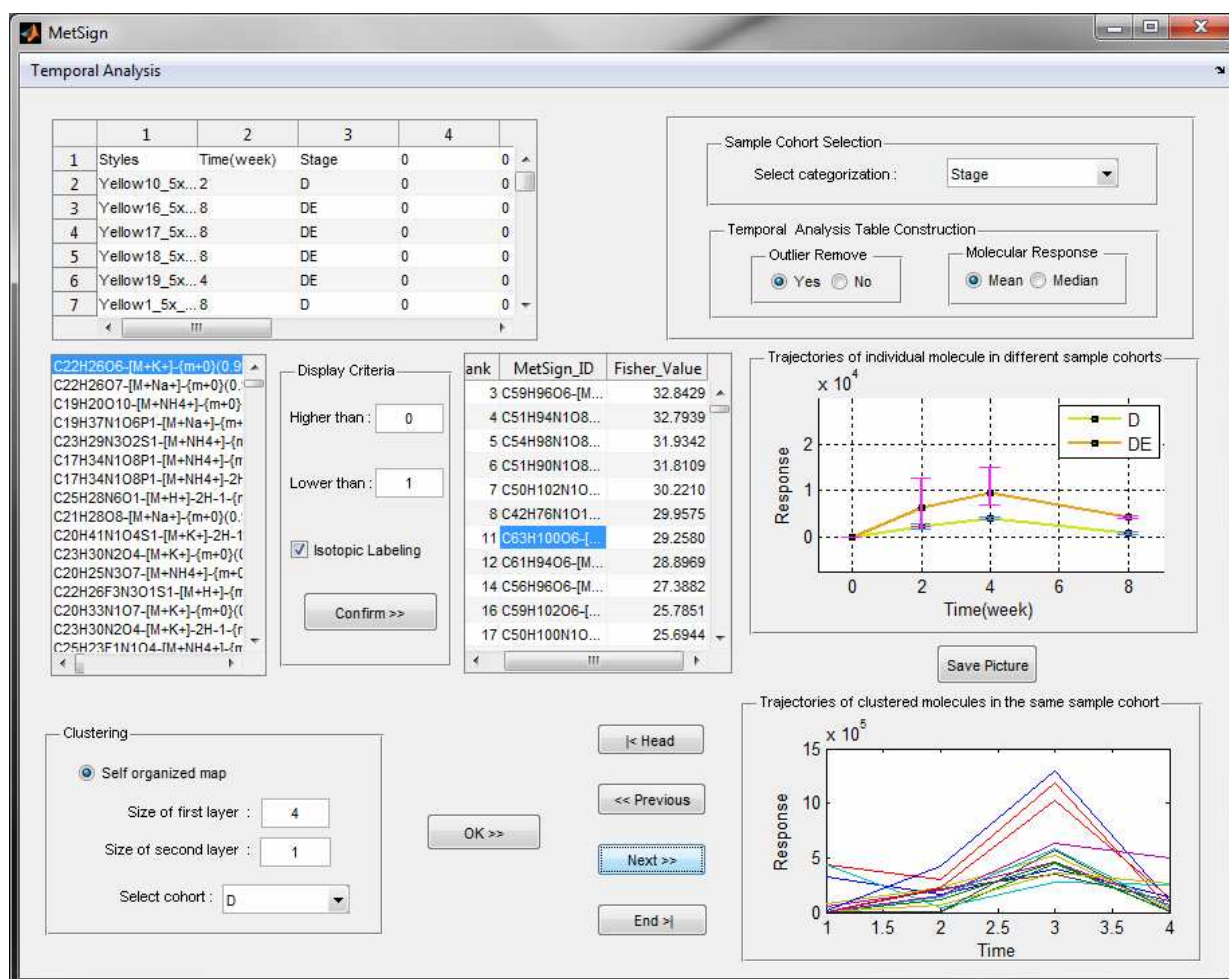 MetSign
Temporal Analysis
1 2 3 4
1 Styles Time(week) Stage 0 0
2 Yellow10_5x... 2 D 0 0
3 Yellow16_5x... 8 DE 0 0
4 Yellow17_5x... 8 DE 0 0
5 Yellow18_5x... 8 DE 0 0
6 Yellow19_5x... 4 DE 0 0
7 Yellow1_5x_... 8 D 0 0
Sample Cohort Selection
Select categorization : Stage
Temporal Analysis Table Construction
Outlier Remove
Yes No
Molecular Response
Mean Median
C22H26O6-[M+K+]-{m+0}(0.9
C22H26O7-[M+Na+]-{m+0}(0.
C19H20O10-[M+NH4+]-{m+0}
C19H37N1O6P1-[M+Na+]-{m+
C23H29N3O2S1-[M+NH4+]-{m
C17H34N1O8P1-[M+NH4+]-{m
C17H34N1O8P1-[M+NH4+]-2H
C25H28N6O1-[M+H+]-2H-1-{m
C21H28O8-[M+Na+]-{m+0}(0.
C20H41N1O4S1-[M+K+]-2H-1
C23H30N2O4-[M+K+]-{m+0}(0
C20H25N3O7-[M+NH4+]-{m+0
C22H26F3N3O1S1-[M+H+]-{m
C20H33N1O7-[M+K+]-{m+0}(0
C23H30N2O4-[M+K+]-2H-1-{m
C25H23F1N1O4-[M+NH4+]-{m
Display Criteria
Higher than : 0
Lower than : 1
Isotopic Labeling
Confirm >>
ank MetSign_ID Fisher_Value
3 C59H96O6-[M... 32.8429
4 C51H94N1O8... 32.7939
5 C54H98N1O8... 31.9342
6 C51H90N1O8... 31.8109
7 C50H102N1O... 30.2210
8 C42H76N1O1... 29.9575
11 C63H100O6-[... 29.2580
12 C61H94O6-[M... 28.8969
14 C56H96O6-[M... 27.3882
16 C59H102O6-[... 25.7851
17 C50H100N1O... 25.6944
Trajectories of individual molecule in different sample cohorts
x 10^4
D
DE
2
1
0
Response
0 2 4 6 8
Time(week)
Save Picture
Clustering
Self organized map
Size of first layer : 4
Size of second layer : 1
Select cohort : D
OK >>
|< Head
<< Previous
Next >>
End >|
Trajectories of clustered molecules in the same sample cohort
x 10^5
15
10
5
0
Response
1 1.5 2 2.5 3 3.5 4
Time